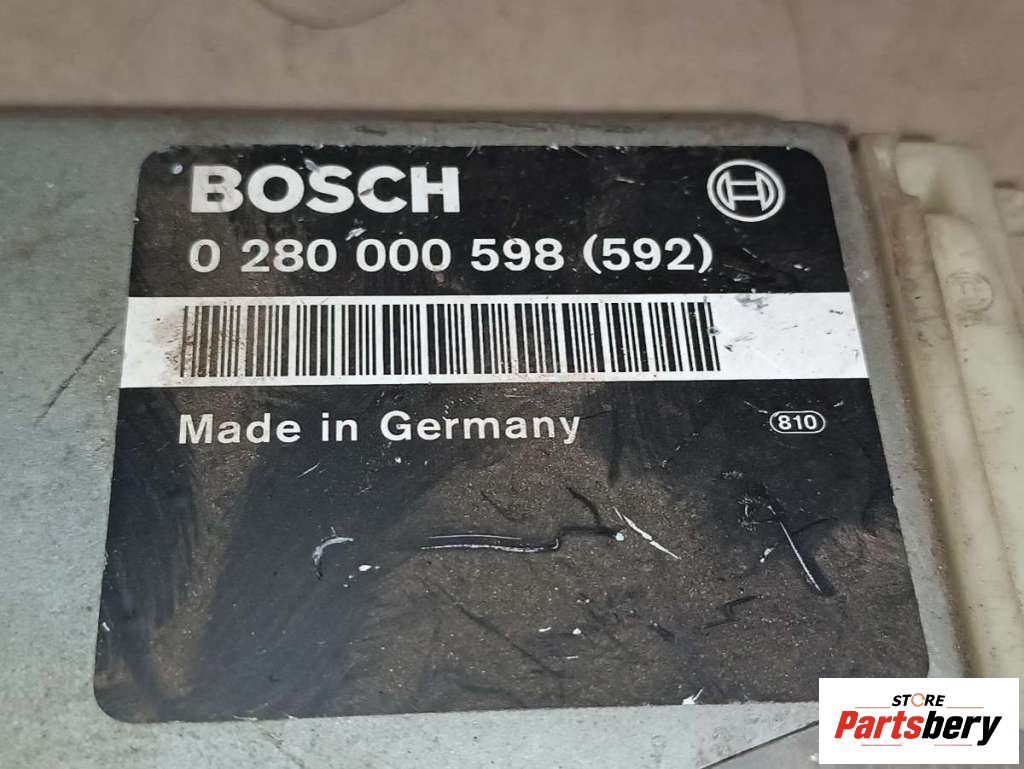 BOSCH
0 280 000 598 (592)
Made in Germany
810
STORE
Partsbery